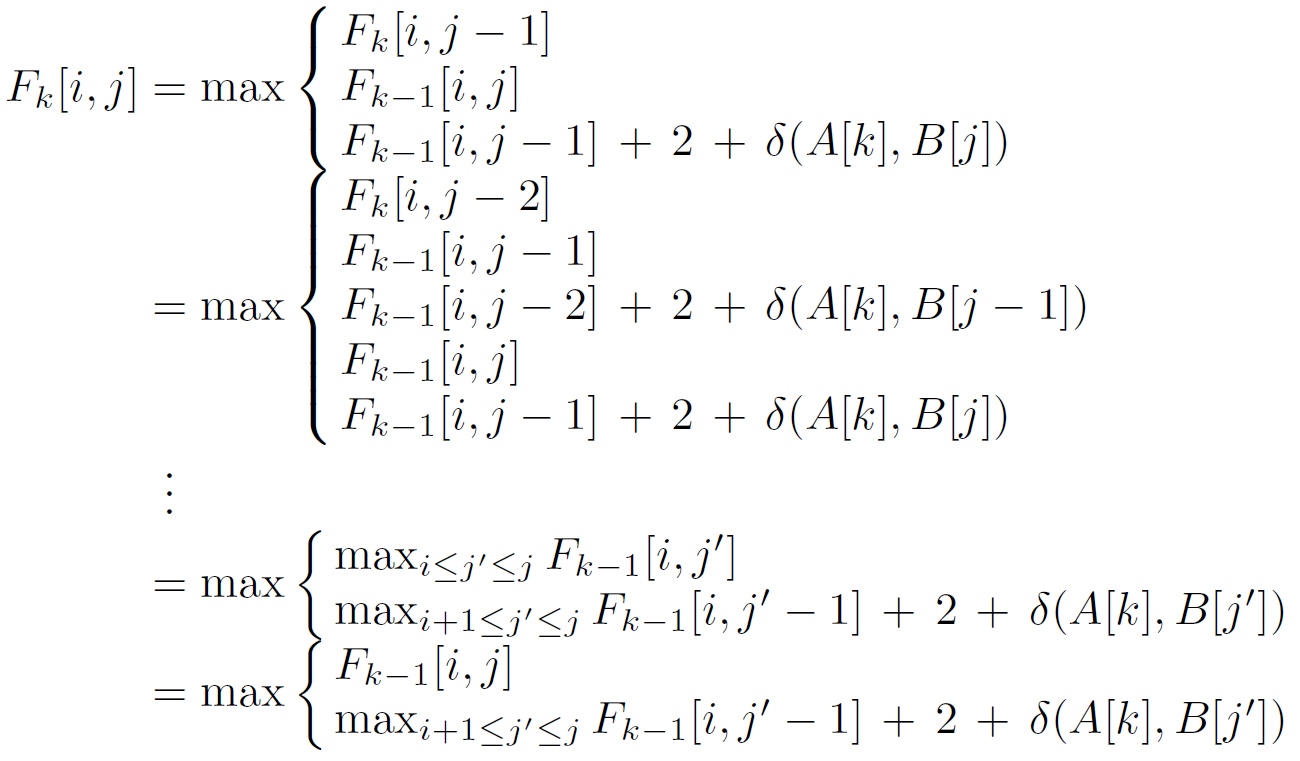 F_k[i, j] = max { F_k[i, j − 1]
F_{k−1}[i, j]
F_{k−1}[i, j − 1] + 2 + δ(A[k], B[j])
= max { F_k[i, j − 2]
F_{k−1}[i, j − 1]
F_{k−1}[i, j − 2] + 2 + δ(A[k], B[j − 1])
F_{k−1}[i, j]
F_{k−1}[i, j − 1] + 2 + δ(A[k], B[j])
⋮
= max { max_{i≤j′≤j} F_{k−1}[i, j′]
max_{i+1≤j′≤j} F_{k−1}[i, j′ − 1] + 2 + δ(A[k], B[j′])
= max { F_{k−1}[i, j]
max_{i+1≤j′≤j} F_{k−1}[i, j′ − 1] + 2 + δ(A[k], B[j′])